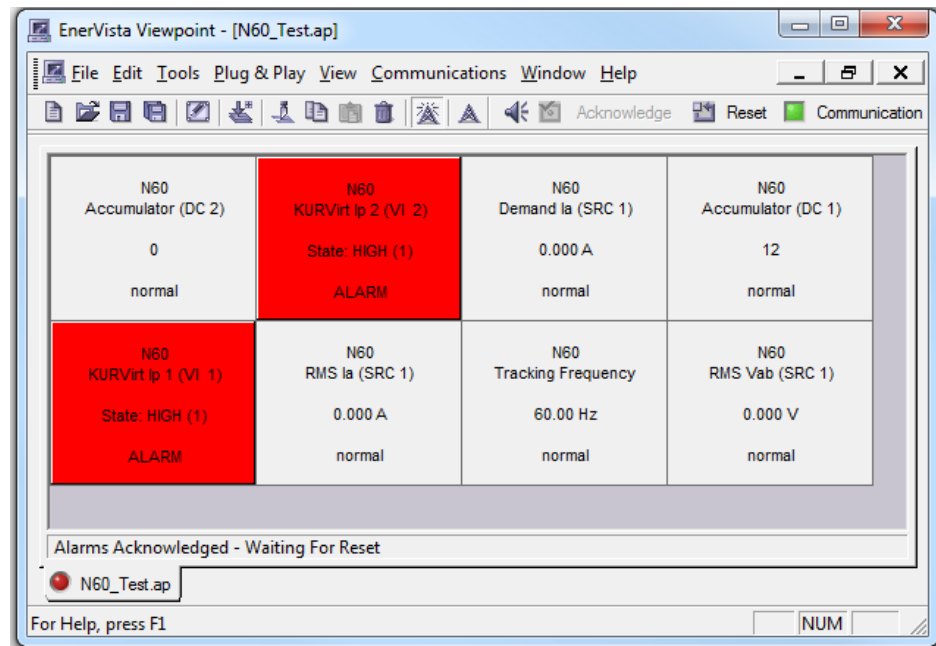 EnerVista Viewpoint - [N60_Test.ap]
File Edit Tools Plug & Play View Communications Window Help
Acknowledge Reset Communication
N60
Accumulator (DC 2)
0
normal
N60
KURVirt Ip 2 (VI 2)
State: HIGH (1)
ALARM
N60
Demand Ia (SRC 1)
0.000 A
normal
N60
Accumulator (DC 1)
12
normal
N60
KURVirt Ip 1 (VI 1)
State: HIGH (1)
ALARM
N60
RMS Ia (SRC 1)
0.000 A
normal
N60
Tracking Frequency
60.00 Hz
normal
N60
RMS Vab (SRC 1)
0.000 V
normal
Alarms Acknowledged - Waiting For Reset
N60_Test.ap
For Help, press F1
NUM